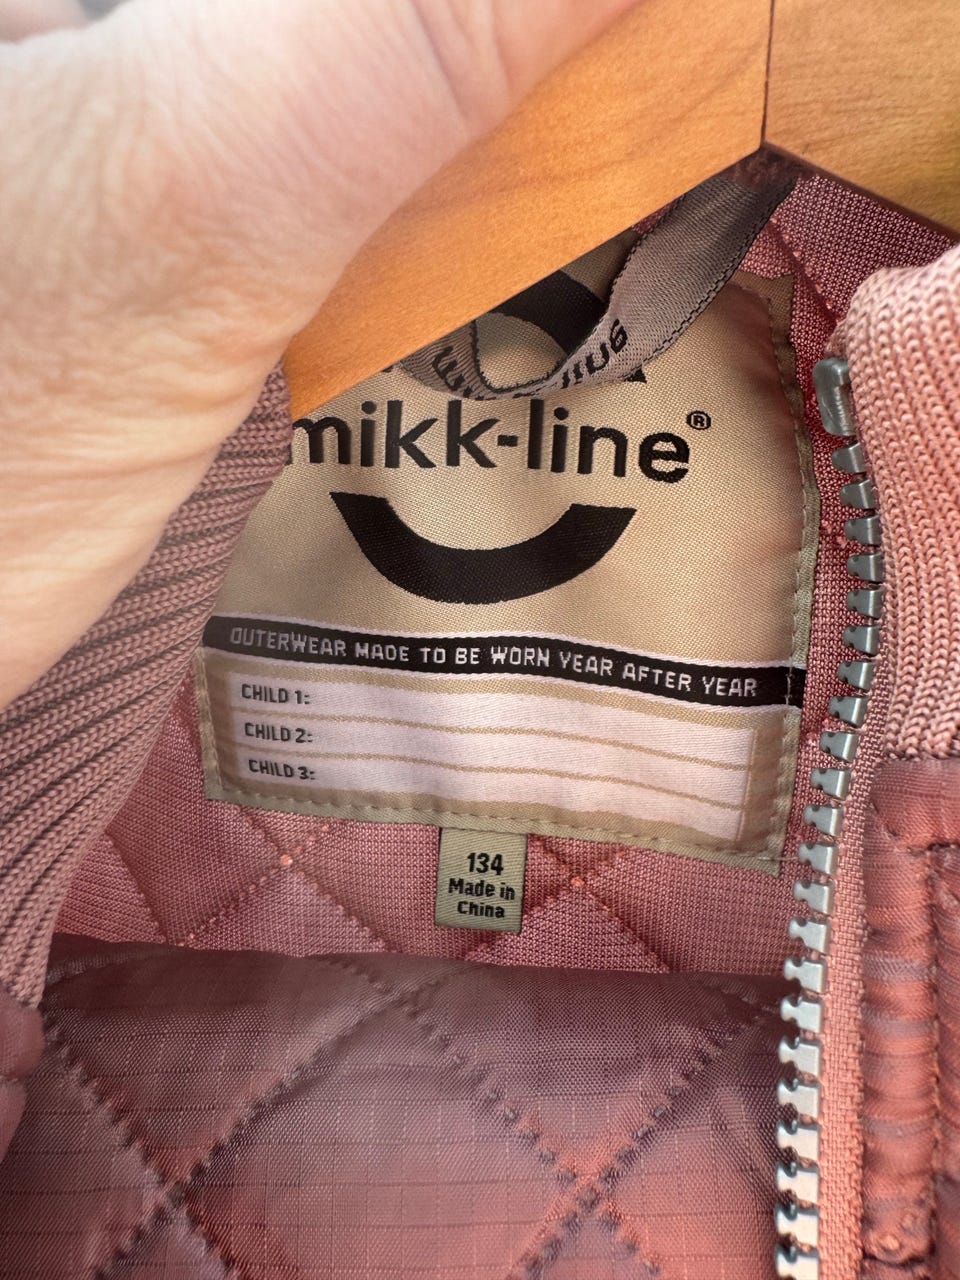 mikk-line®
OUTERWEAR MADE TO BE WORN YEAR AFTER YEAR
CHILD 1:
CHILD 2:
CHILD 3:
134
Made in
China